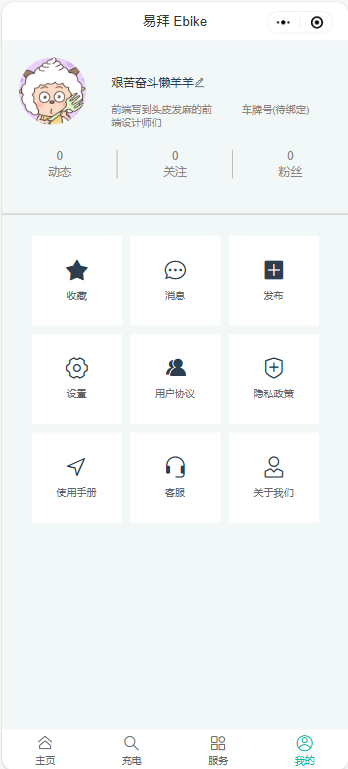 易拜 Ebike
艰苦奋斗懒羊羊
前端写到头皮发麻的前
端设计师们
车牌号(待绑定)
0 0 0
动态 关注 粉丝
收藏 消息 发布
设置 用户协议 隐私政策
使用手册 客服 关于我们
主页 充电 服务 我的